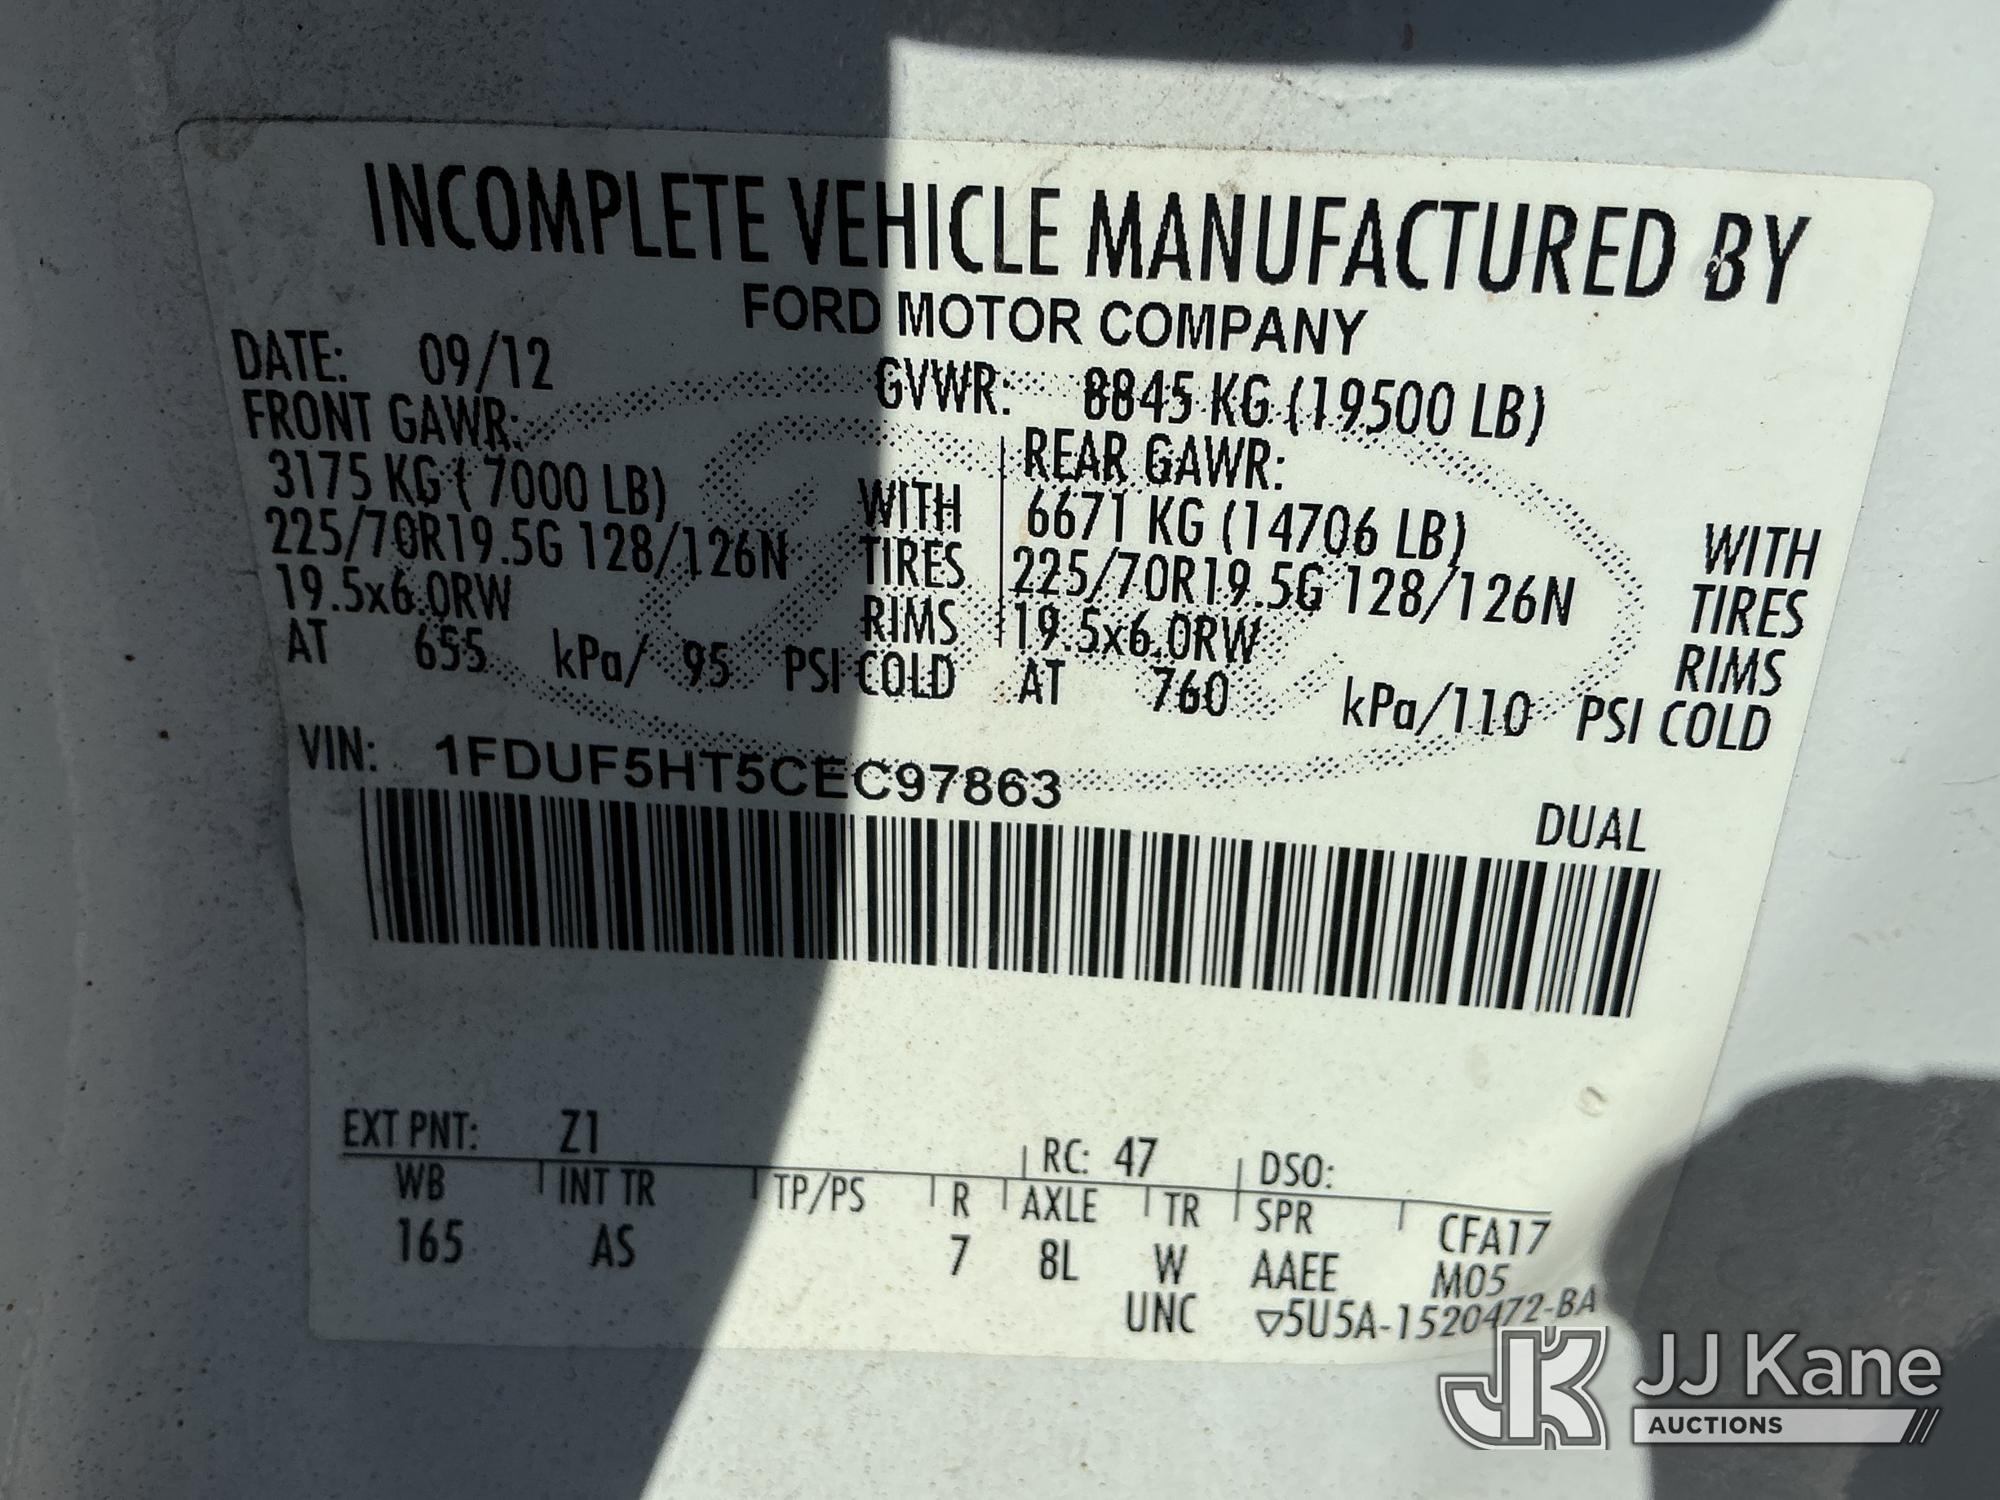 INCOMPLETE VEHICLE MANUFACTURED BY
FORD MOTOR COMPANY
DATE: 09/12 GVWR: 8845 KG (19500 LB)
FRONT GAWR: REAR GAWR:
3175 KG ( 7000 LB) WITH 6671 KG (14706 LB) WITH
225/70R19.5G 128/126N TIRES 225/70R19.5G 128/126N TIRES
19.5x6.0RW RIMS 19.5x6.0RW RIMS
AT 655 kPa/ 95 PSI COLD AT 760 kPa/110 PSI COLD
VIN: 1FDUF5HT5CEC97863
DUAL
EXT PNT: Z1 RC: 47 DSO:
WB INT TR TP/PS R AXLE TR SPR CFA17
165 AS 7 8L W AAEE M05
UNC ▽5U5A-1520472-BA
JK JJ Kane
AUCTIONS